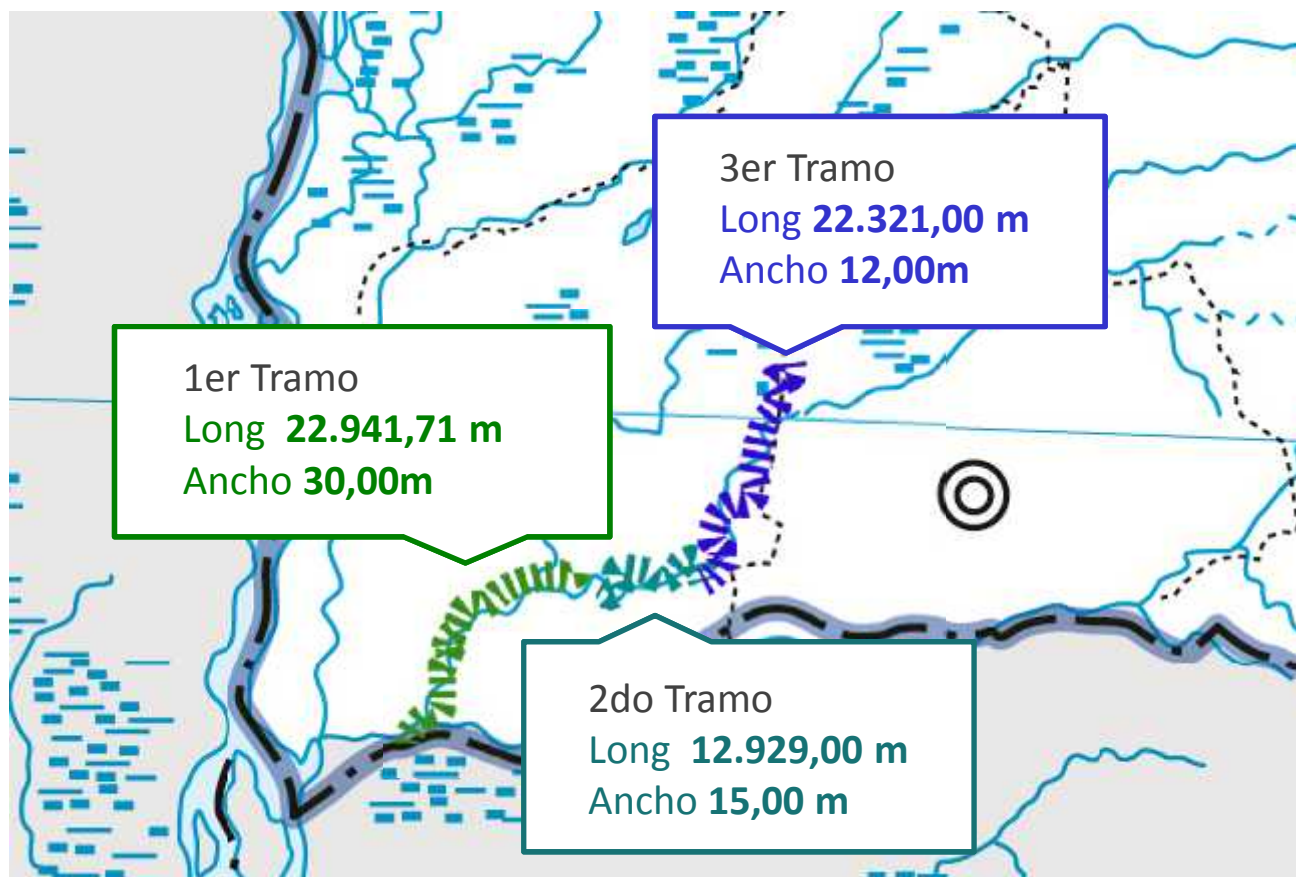 3er Tramo
Long 22.321,00 m
Ancho 12,00m
1er Tramo
Long 22.941,71 m
Ancho 30,00m
2do Tramo
Long 12.929,00 m
Ancho 15,00 m